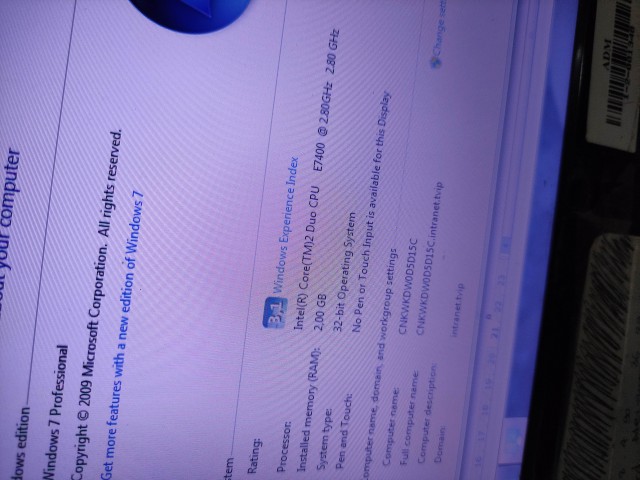 out your computer
dows edition
Windows 7 Professional
Copyright © 2009 Microsoft Corporation. All rights reserved.
Get more features with a new edition of Windows 7
tem
Rating: 3,1 Windows Experience Index
Processor: Intel(R) Core(TM)2 Duo CPU E7400 @ 2.80GHz 2.80 GHz
Installed memory (RAM): 2,00 GB
System type: 32-bit Operating System
Pen and Touch: No Pen or Touch Input is available for this Display
omputer name, domain, and workgroup settings
Computer name: CNKWKDW0D5D15C
Full computer name: CNKWKDW0D5D15C.intranet.tvip
Computer description:
Domain: intranet.tvip
Change
ADM